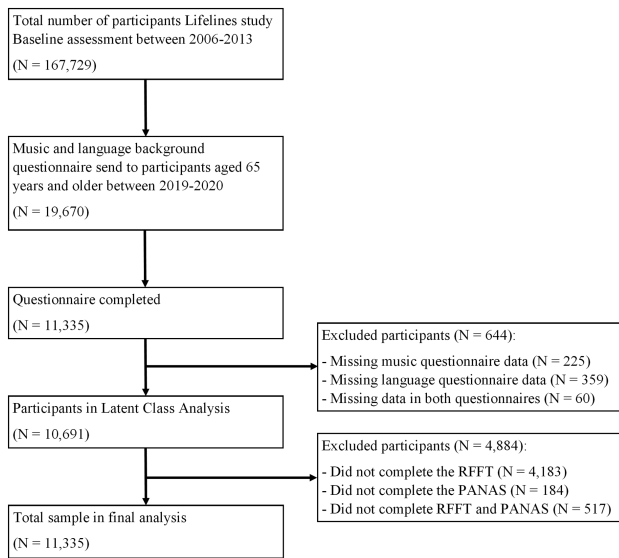 Total number of participants Lifelines study
Baseline assessment between 2006-2013
(N = 167,729)
Music and language background
questionnaire send to participants aged 65
years and older between 2019-2020
(N = 19,670)
Questionnaire completed
(N = 11,335)
Excluded participants (N = 644):
- Missing music questionnaire data (N = 225)
- Missing language questionnaire data (N = 359)
- Missing data in both questionnaires (N = 60)
Participants in Latent Class Analysis
(N = 10,691)
Excluded participants (N = 4,884):
- Did not complete the RFFT (N = 4,183)
- Did not complete the PANAS (N = 184)
- Did not complete RFFT and PANAS (N = 517)
Total sample in final analysis
(N = 11,335)